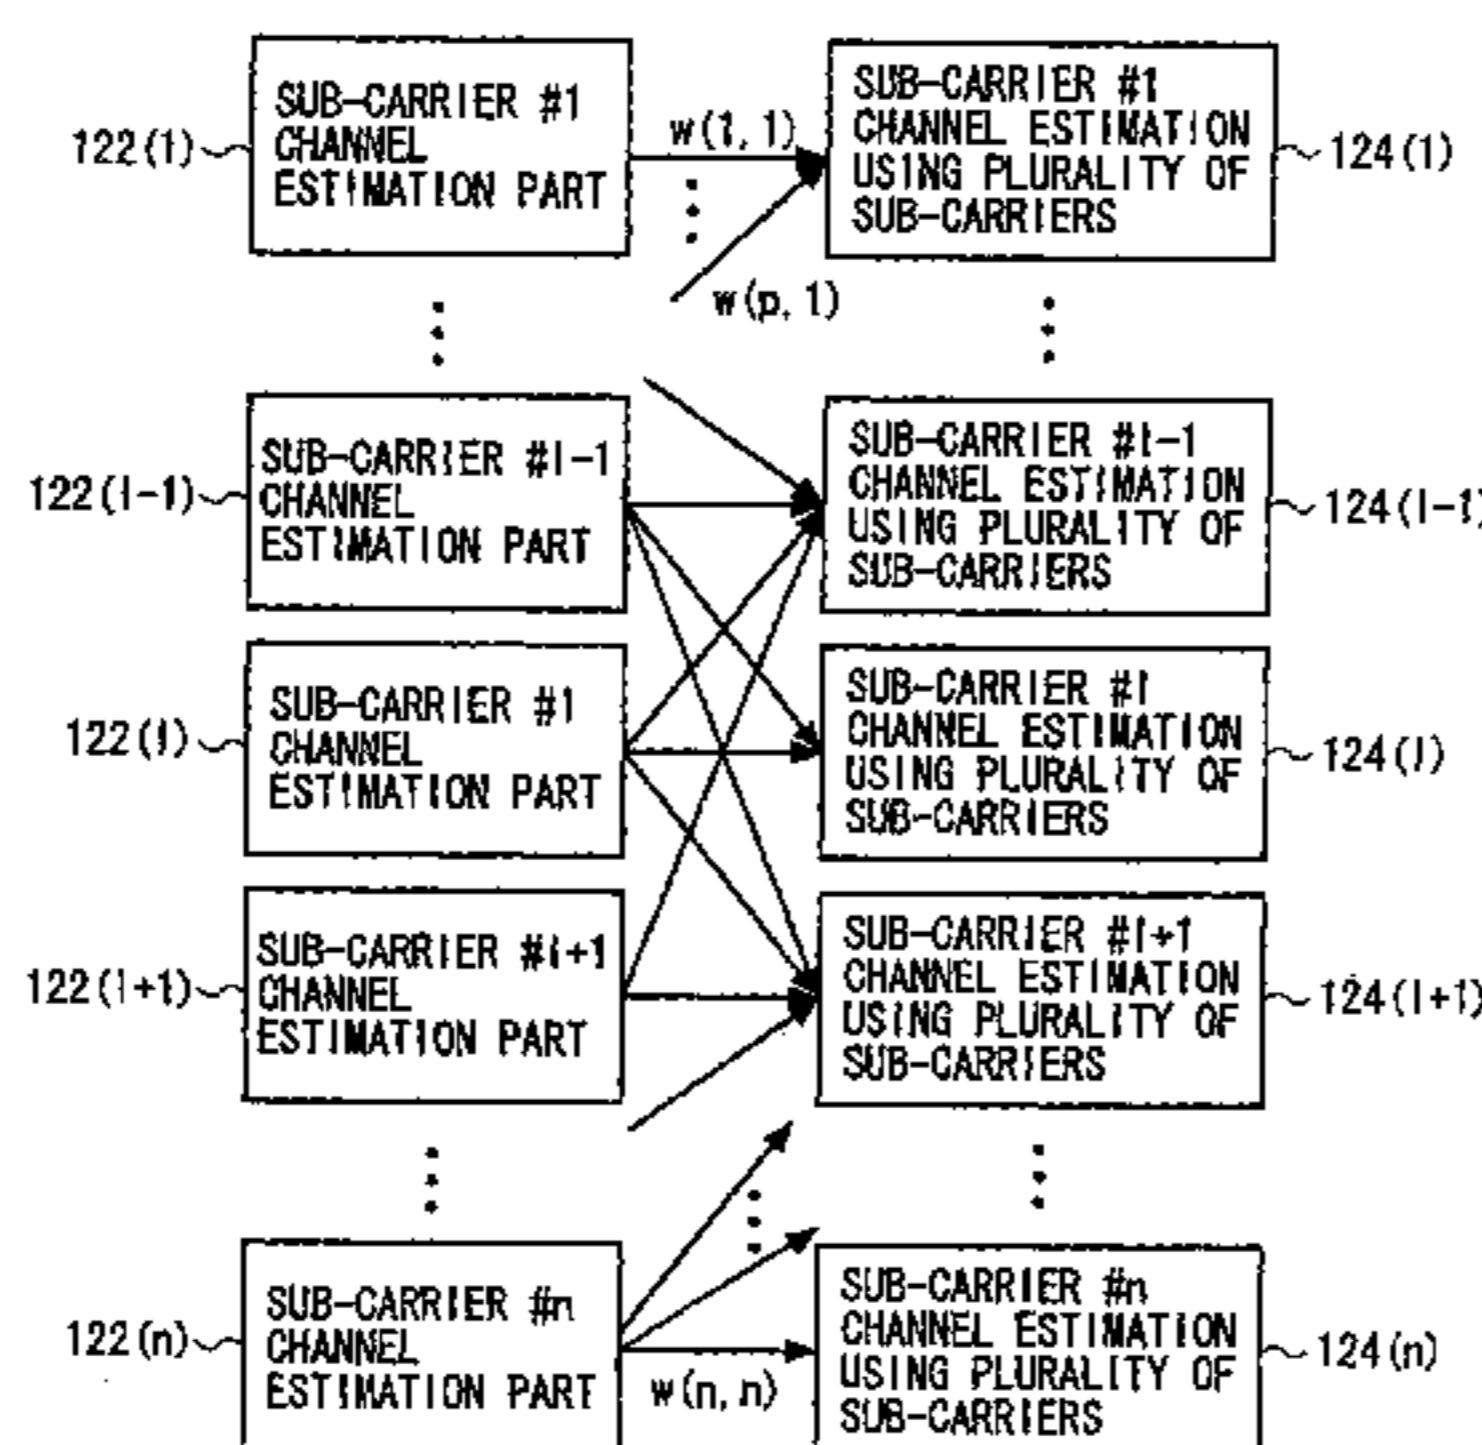 122(1)
SUB-CARRIER #1
CHANNEL
ESTIMATION PART
w(1, 1)
w(p, 1)
SUB-CARRIER #1
CHANNEL ESTIMATION
USING PLURALITY OF
SUB-CARRIERS
124(1)
122(i-1)
SUB-CARRIER #i-1
CHANNEL
ESTIMATION PART
SUB-CARRIER #i-1
CHANNEL ESTIMATION
USING PLURALITY OF
SUB-CARRIERS
124(i-1)
122(i)
SUB-CARRIER #1
CHANNEL
ESTIMATION PART
SUB-CARRIER #i
CHANNEL ESTIMATION
USING PLURALITY OF
SUB-CARRIERS
124(i)
122(i+1)
SUB-CARRIER #i+1
CHANNEL
ESTIMATION PART
SUB-CARRIER #i+1
CHANNEL ESTIMATION
USING PLURALITY OF
SUB-CARRIERS
124(i+1)
122(n)
SUB-CARRIER #n
CHANNEL
ESTIMATION PART
w(n, n)
SUB-CARRIER #n
CHANNEL ESTIMATION
USING PLURALITY OF
SUB-CARRIERS
124(n)